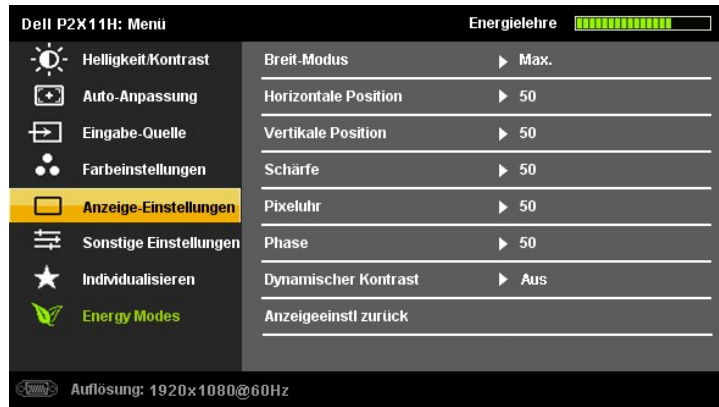 Dell P2X11H: Menü
Energielehre
Helligkeit/Kontrast
Auto-Anpassung
Eingabe-Quelle
Farbeinstellungen
Anzeige-Einstellungen
Sonstige Einstellungen
Individualisieren
Energy Modes
Breit-Modus Max.
Horizontale Position 50
Vertikale Position 50
Schärfe 50
Pixeluhr 50
Phase 50
Dynamischer Kontrast Aus
Anzeigeeinstl zurück
Auflösung: 1920x1080@60Hz